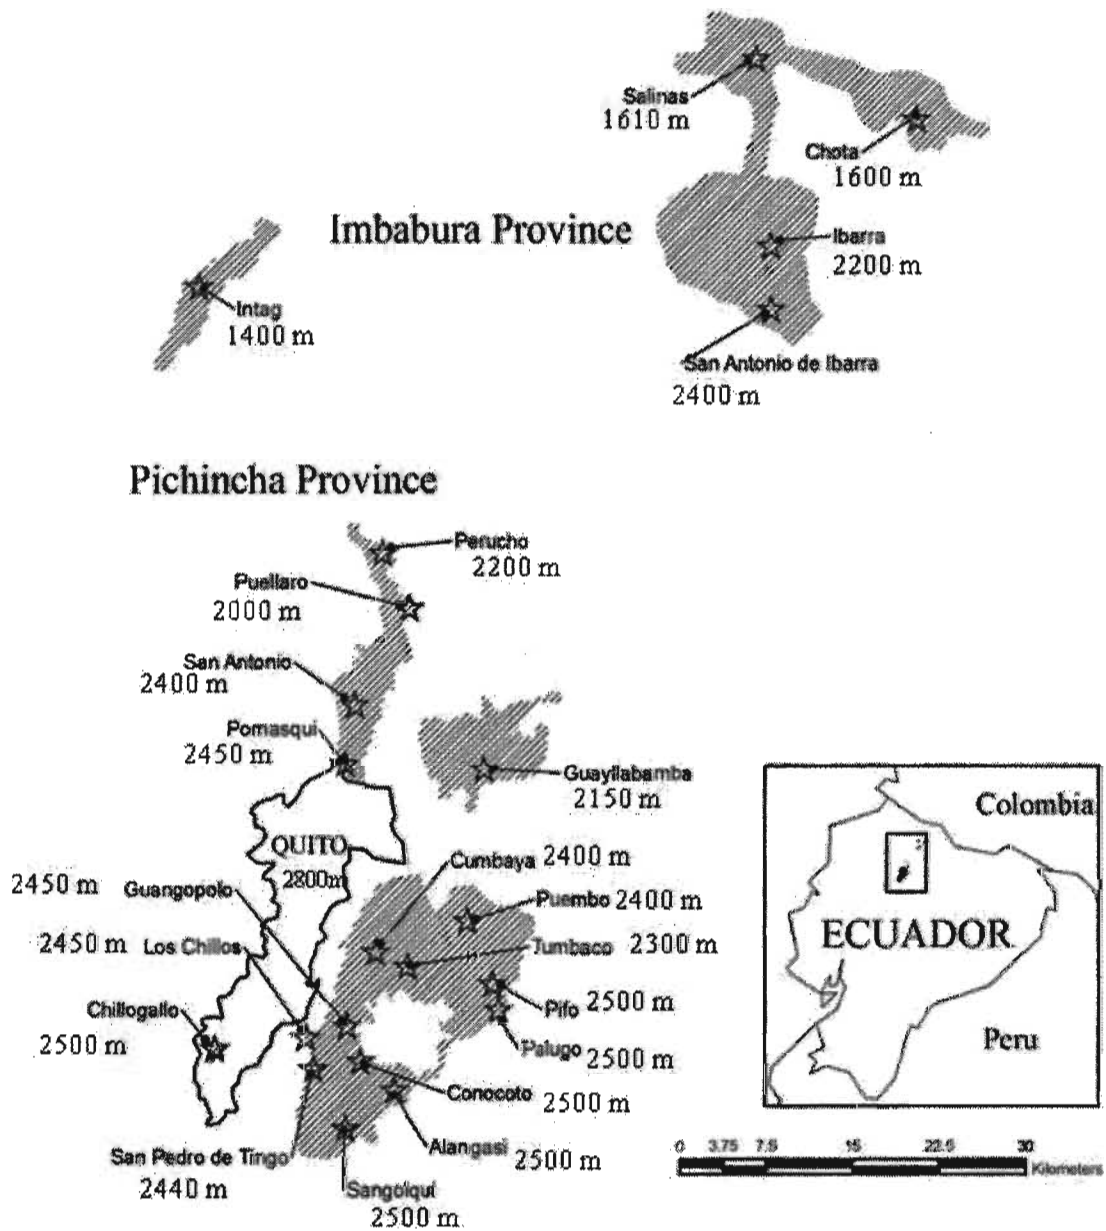 Salinas
1610 m
Chota
1600 m
Imbabura Province
Ibarra
2200 m
Intag
1400 m
San Antonio de Ibarra
2400 m
Pichincha Province
Perucho
2200 m
Puellaro
2000 m
San Antonio
2400 m
Pomasqui
2450 m
Guayllabamba
2150 m
QUITO
2800m
Cumbaya 2400 m
2450 m Guangopolo
Puembo 2400 m
2450 m Los Chillos
Tumbaco 2300 m
Chillogallo
2500 m
Pifo 2500 m
Palugo 2500 m
Conocoto 2500 m
Alangasi 2500 m
San Pedro de Tingo
2440 m
Sangolqui
2500 m
Colombia
ECUADOR
Peru
0 3.75 7.5 15 22.5 30
Kilometers